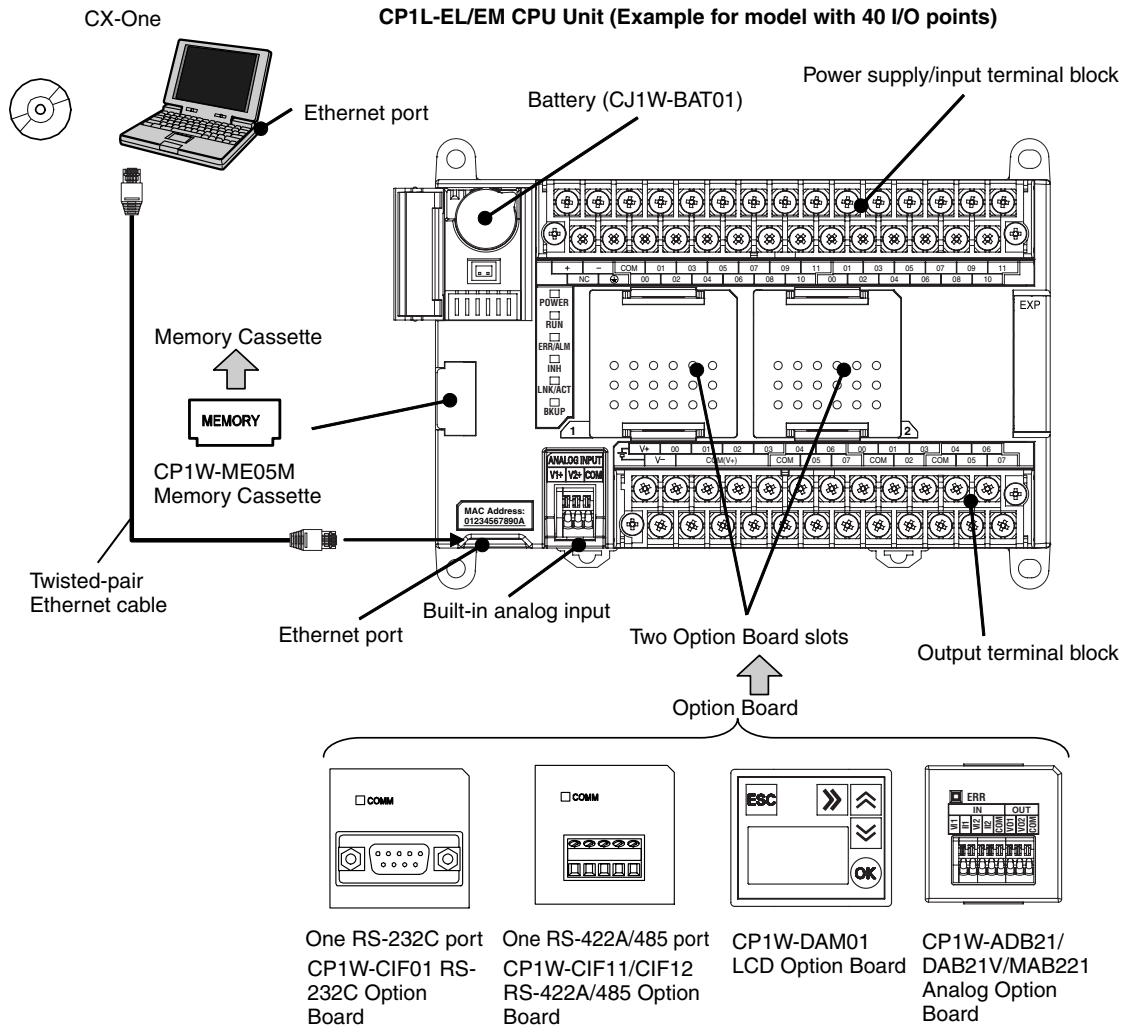 CX-One
CP1L-EL/EM CPU Unit (Example for model with 40 I/O points)
Power supply/input terminal block
Battery (CJ1W-BAT01)
Ethernet port
+ − COM 01 03 05 07 09 11 01 03 05 07 09 11
NC 00 02 04 06 08 10 00 02 04 06 08 10
POWER
RUN
ERR/ALM
INH
LNK/ACT
BKUP
EXP
Memory Cassette
MEMORY
CP1W-ME05M
Memory Cassette
1
2
V+ 00 01 02 03 04 06 00 01 03 04 06
V− COM(V+) COM 05 07 COM 02 COM 05 07
ANALOG INPUT
V1+ V2+ COM
MAC Address:
01234567890A
Twisted-pair
Ethernet cable
Ethernet port
Built-in analog input
Two Option Board slots
Output terminal block
Option Board
COMM
COMM
ESC
OK
ERR
IN OUT
VI1 II1 VI2 II2 COM VO1 VO2 COM
One RS-232C port
CP1W-CIF01 RS-
232C Option
Board
One RS-422A/485 port
CP1W-CIF11/CIF12
RS-422A/485 Option
Board
CP1W-DAM01
LCD Option Board
CP1W-ADB21/
DAB21V/MAB221
Analog Option
Board